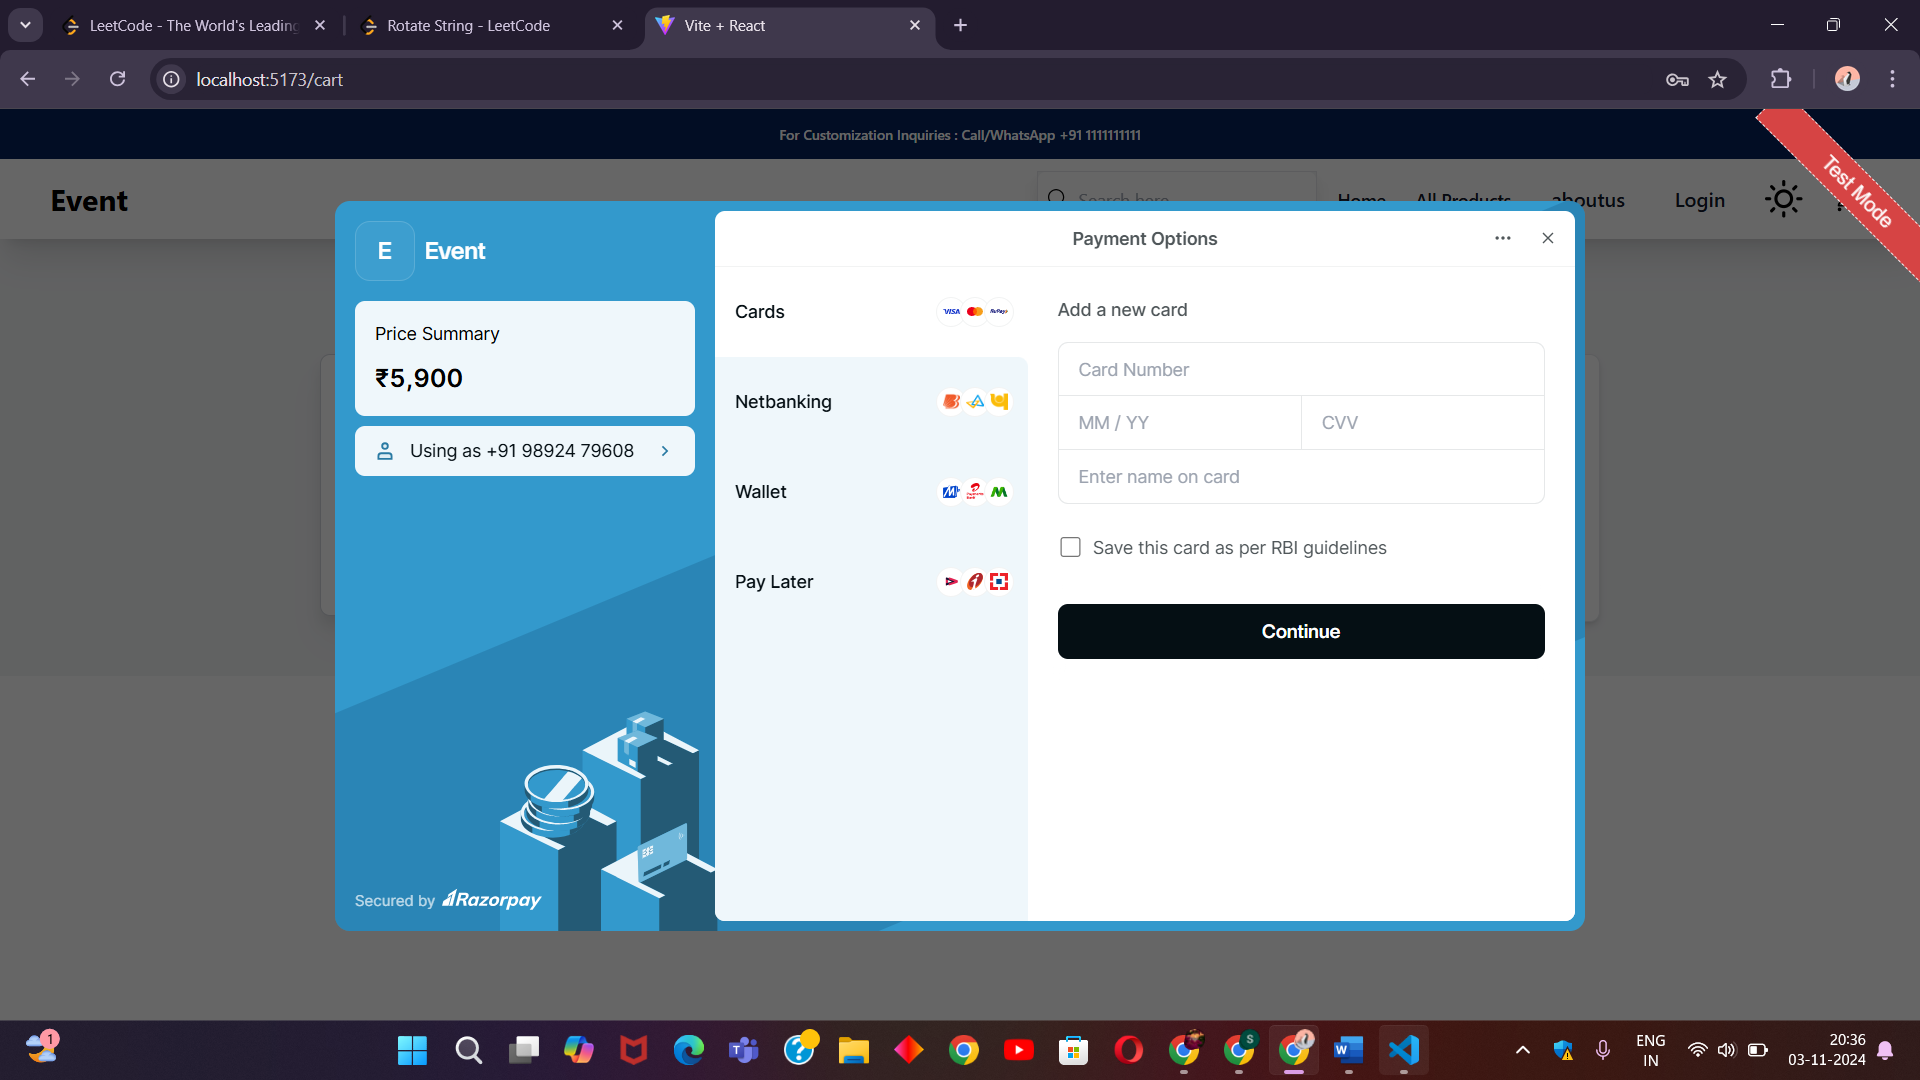 LeetCode - The World's Leading
Rotate String - LeetCode
Vite + React
localhost:5173/cart
For Customization Inquiries : Call/WhatsApp +91 1111111111
Test Mode
Event
Search here
Home
All Products
aboutus
Login
E
Event
Payment Options
Price Summary
₹5,900
Using as +91 98924 79608
Cards
VISA
RuPay
Netbanking
Wallet
Pay Later
Add a new card
Card Number
MM / YY
CVV
Enter name on card
Save this card as per RBI guidelines
Continue
Secured by Razorpay
1
S
ENG
IN
20:36
03-11-2024